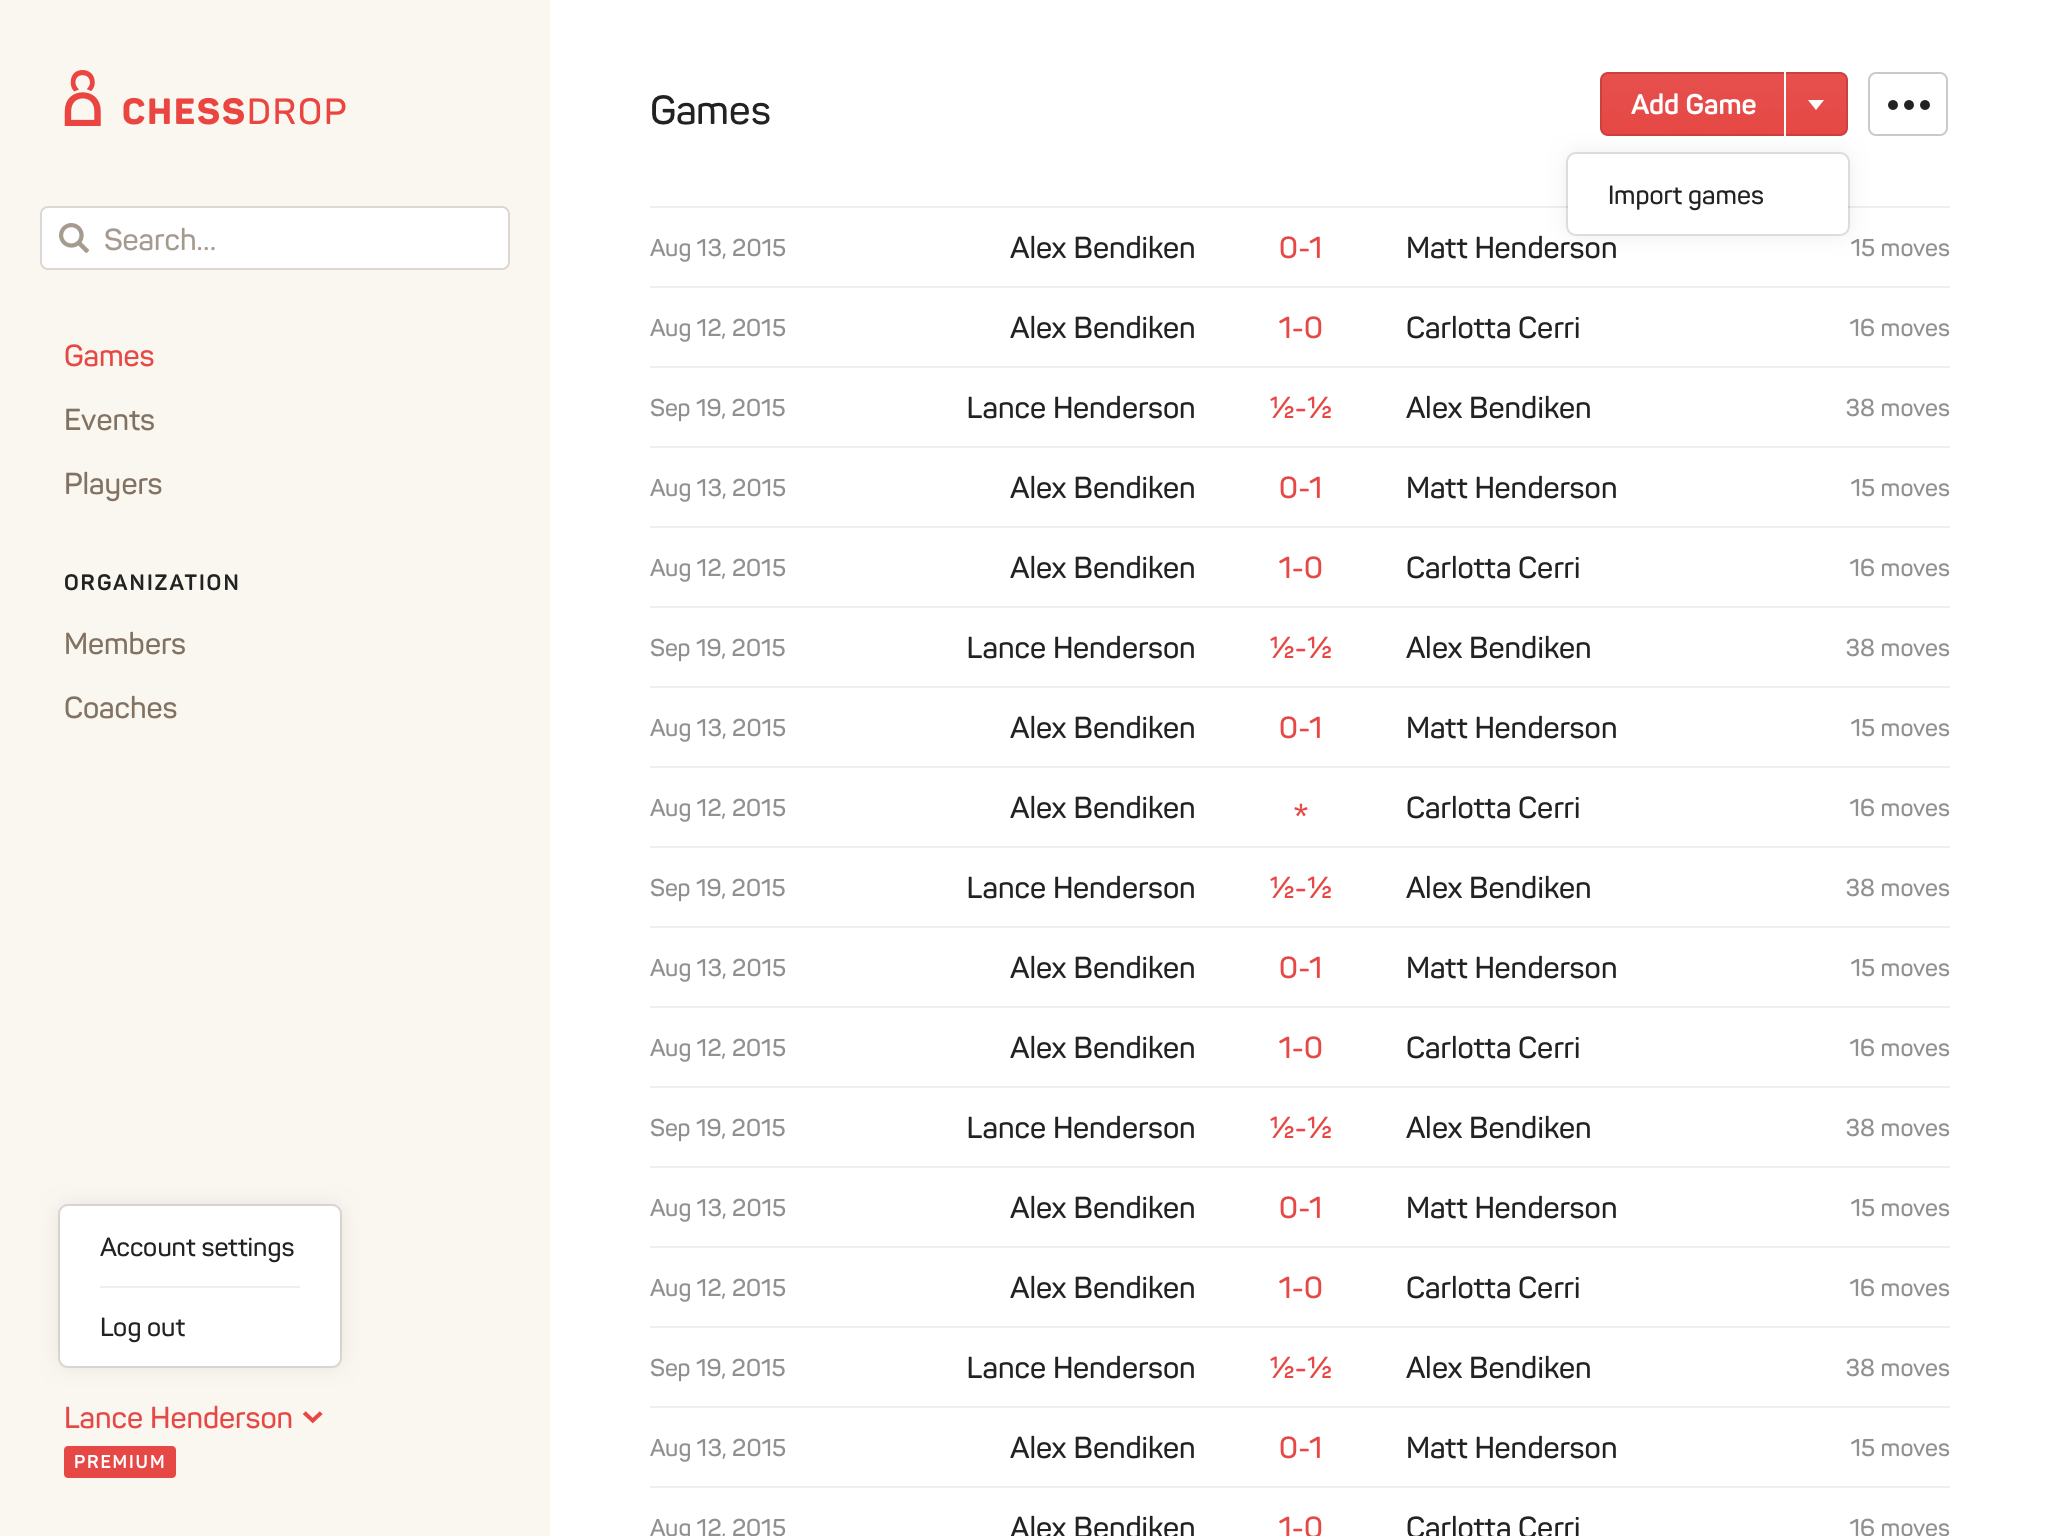 CHESSDROP
Search...
Games
Events
Players
ORGANIZATION
Members
Coaches
Account settings
Log out
Lance Henderson
PREMIUM
Games
Add Game
Import games
Aug 13, 2015 Alex Bendiken 0-1 Matt Henderson 15 moves
Aug 12, 2015 Alex Bendiken 1-0 Carlotta Cerri 16 moves
Sep 19, 2015 Lance Henderson ½-½ Alex Bendiken 38 moves
Aug 13, 2015 Alex Bendiken 0-1 Matt Henderson 15 moves
Aug 12, 2015 Alex Bendiken 1-0 Carlotta Cerri 16 moves
Sep 19, 2015 Lance Henderson ½-½ Alex Bendiken 38 moves
Aug 13, 2015 Alex Bendiken 0-1 Matt Henderson 15 moves
Aug 12, 2015 Alex Bendiken * Carlotta Cerri 16 moves
Sep 19, 2015 Lance Henderson ½-½ Alex Bendiken 38 moves
Aug 13, 2015 Alex Bendiken 0-1 Matt Henderson 15 moves
Aug 12, 2015 Alex Bendiken 1-0 Carlotta Cerri 16 moves
Sep 19, 2015 Lance Henderson ½-½ Alex Bendiken 38 moves
Aug 13, 2015 Alex Bendiken 0-1 Matt Henderson 15 moves
Aug 12, 2015 Alex Bendiken 1-0 Carlotta Cerri 16 moves
Sep 19, 2015 Lance Henderson ½-½ Alex Bendiken 38 moves
Aug 13, 2015 Alex Bendiken 0-1 Matt Henderson 15 moves
Aug 12, 2015 Alex Bendiken 1-0 Carlotta Cerri 16 moves